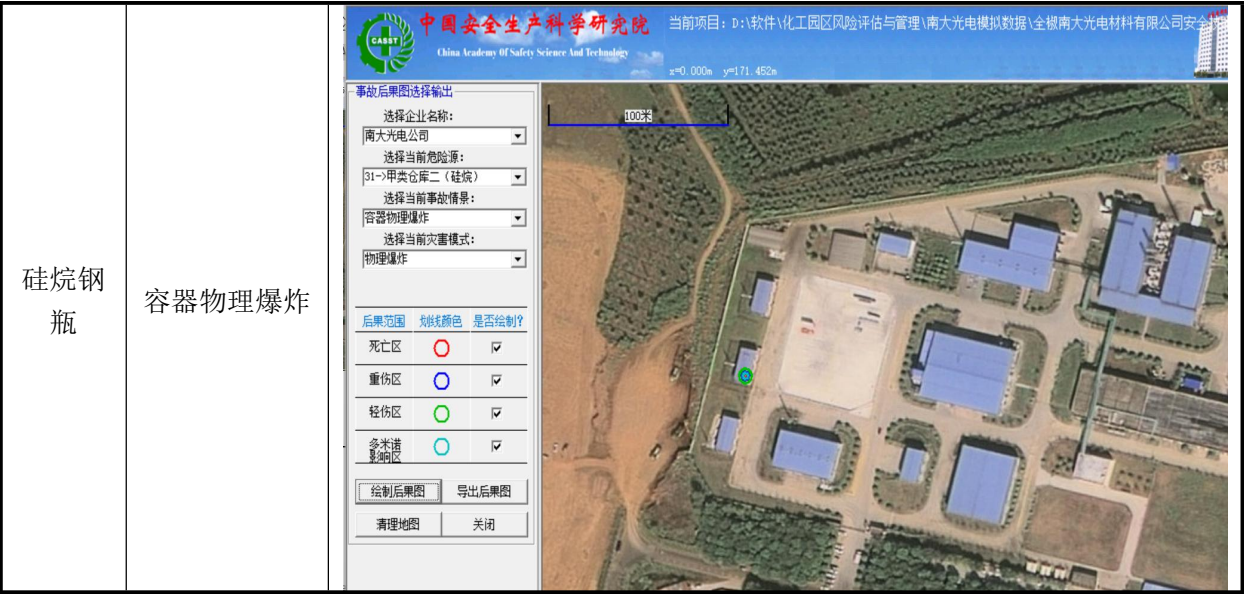 硅烷钢
瓶
容器物理爆炸
CASST
中国安全生产科学研究院
China Academy Of Safety Science And Technology
当前项目: D:\软件\化工园区风险评估与管理\南大光电模拟数据\全椒南大光电材料有限公司安全
x=0.000m y=171.452m
事故后果图选择输出
选择企业名称:
南大光电公司
选择当前危险源:
31->甲类仓库二（硅烷）
选择当前事故情景:
容器物理爆炸
选择当前灾害模式:
物理爆炸
后果范围 划线颜色 是否绘制?
死亡区
重伤区
轻伤区
多米诺
影响区
绘制后果图 导出后果图
清理地图 关闭
100米